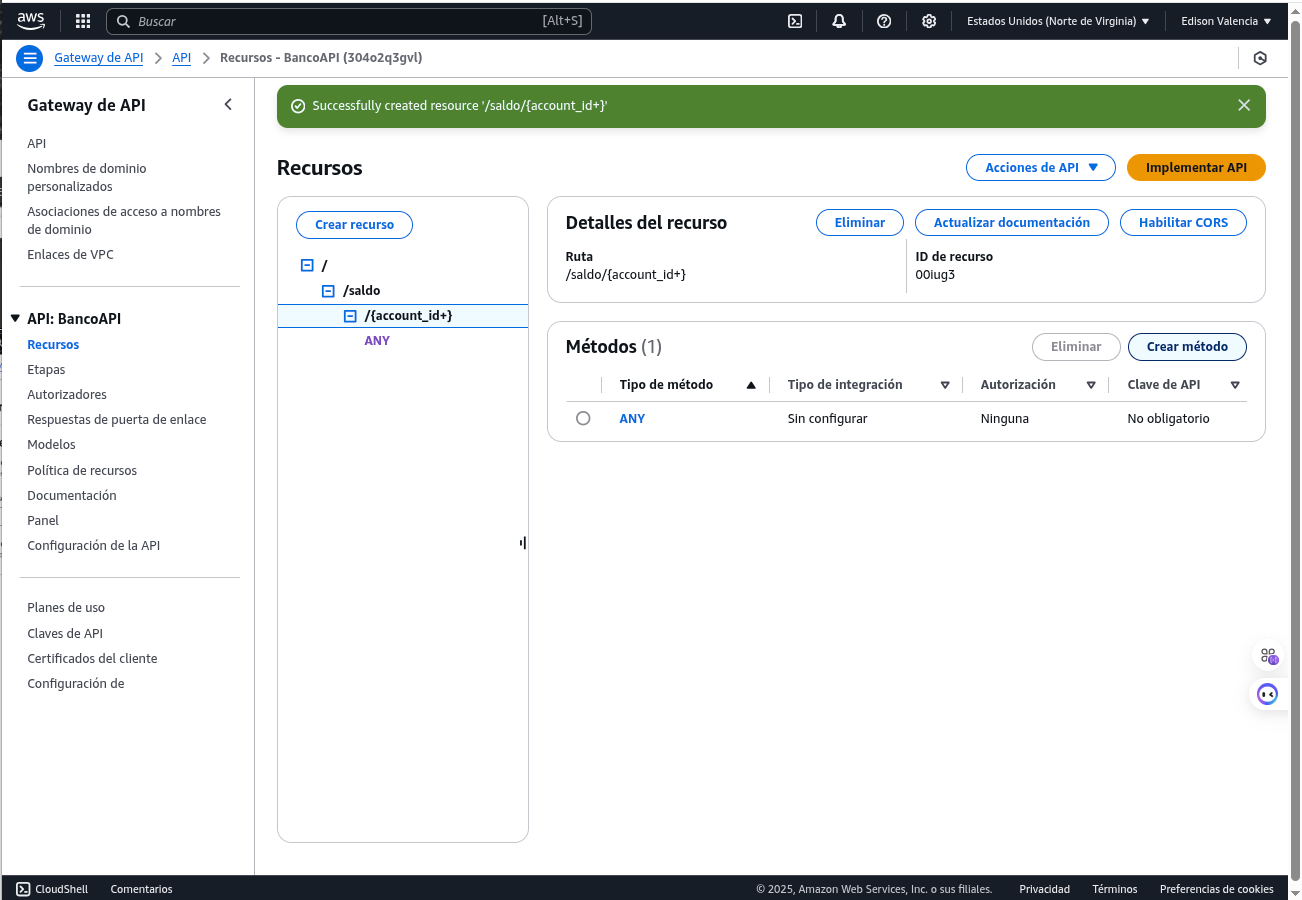 aws
Buscar
[Alt+S]
Estados Unidos (Norte de Virginia)
Edison Valencia
Gateway de API
API
Recursos - BancoAPI (304o2q3gvl)
Gateway de API
API
Nombres de dominio
personalizados
Asociaciones de acceso a nombres
de dominio
Enlaces de VPC
API: BancoAPI
Recursos
Etapas
Autorizadores
Respuestas de puerta de enlace
Modelos
Política de recursos
Documentación
Panel
Configuración de la API
Planes de uso
Claves de API
Certificados del cliente
Configuración de
Successfully created resource '/saldo/{account_id+}'
Recursos
Acciones de API
Implementar API
Crear recurso
/
/saldo
/{account_id+}
ANY
Detalles del recurso
Eliminar
Actualizar documentación
Habilitar CORS
Ruta
/saldo/{account_id+}
ID de recurso
00iug3
Métodos (1)
Eliminar
Crear método
Tipo de método
Tipo de integración
Autorización
Clave de API
ANY
Sin configurar
Ninguna
No obligatorio
CloudShell
Comentarios
© 2025, Amazon Web Services, Inc. o sus filiales.
Privacidad
Términos
Preferencias de cookies